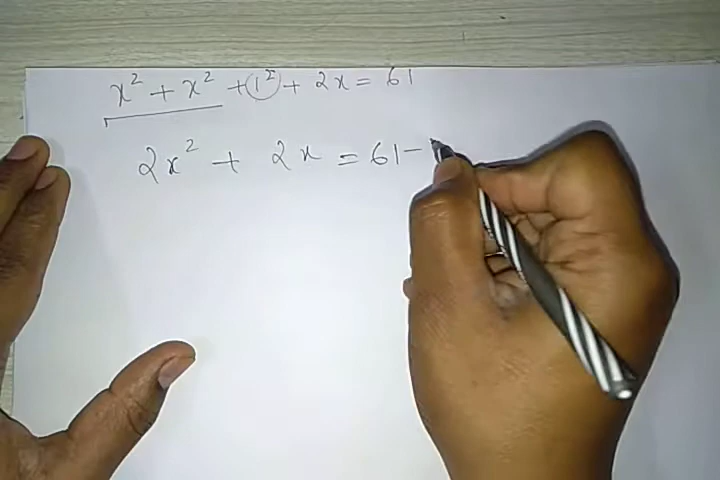 x² + x² + 1² + 2x = 61
2x² + 2x = 61 -